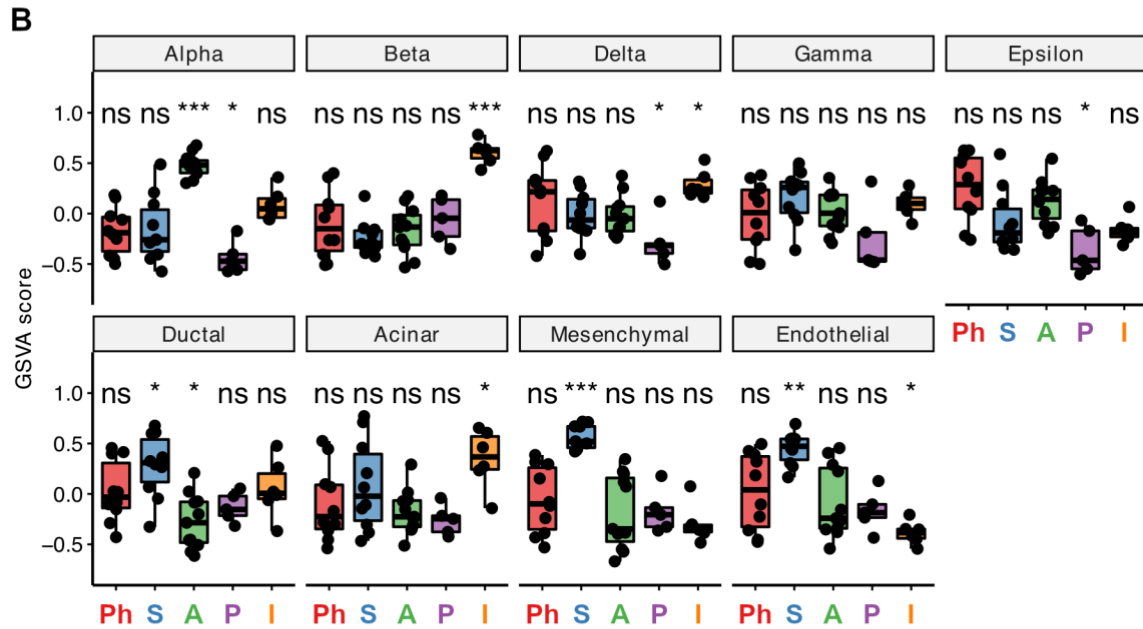 B
Alpha Beta Delta Gamma Epsilon
1.0 ns ns *** * ns ns ns ns ns *** ns ns ns * * ns ns ns ns ns ns ns ns * ns
0.5
0.0
−0.5
Ph S A P I
GSVA score
Ductal Acinar Mesenchymal Endothelial
1.0 ns * * ns ns ns ns ns ns * ns *** ns ns ns ns ** ns ns *
0.5
0.0
−0.5
Ph S A P I Ph S A P I Ph S A P I Ph S A P I